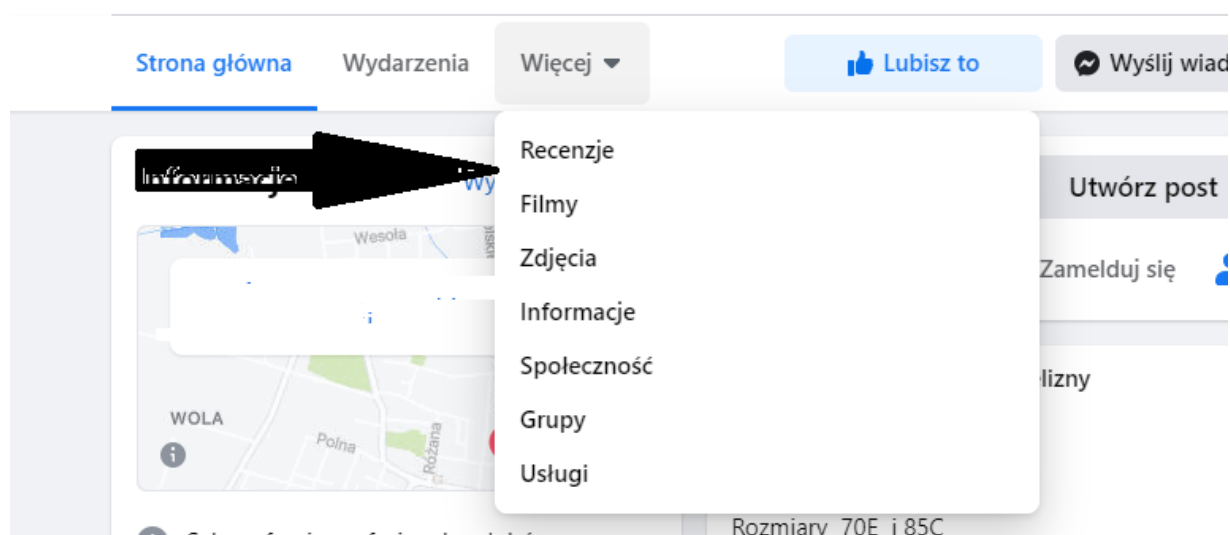 Strona główna Wydarzenia Więcej Lubisz to Wyślij
Recenzje
Informacje
Filmy
Utwórz post
Wesoła
Zdjęcia
Zamelduj się
Informacje
Społeczność
WOLA
Grupy
Polna
Różana
Usługi
Rozmiary 70E i 85C